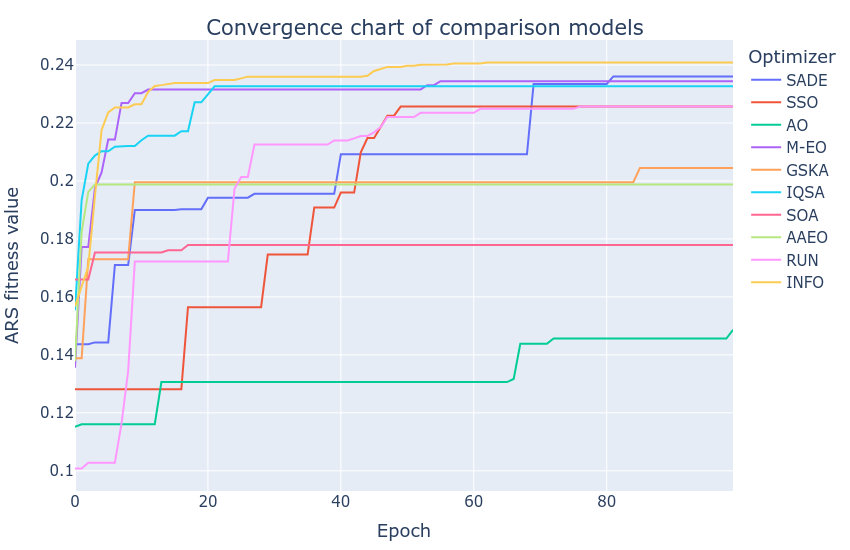 Convergence chart of comparison models
ARS fitness value
0.24
0.22
0.2
0.18
0.16
0.14
0.12
0.1
0
20
40
60
80
Epoch
Optimizer
SADE
SSO
AO
M-EO
GSKA
IQSA
SOA
AAEO
RUN
INFO